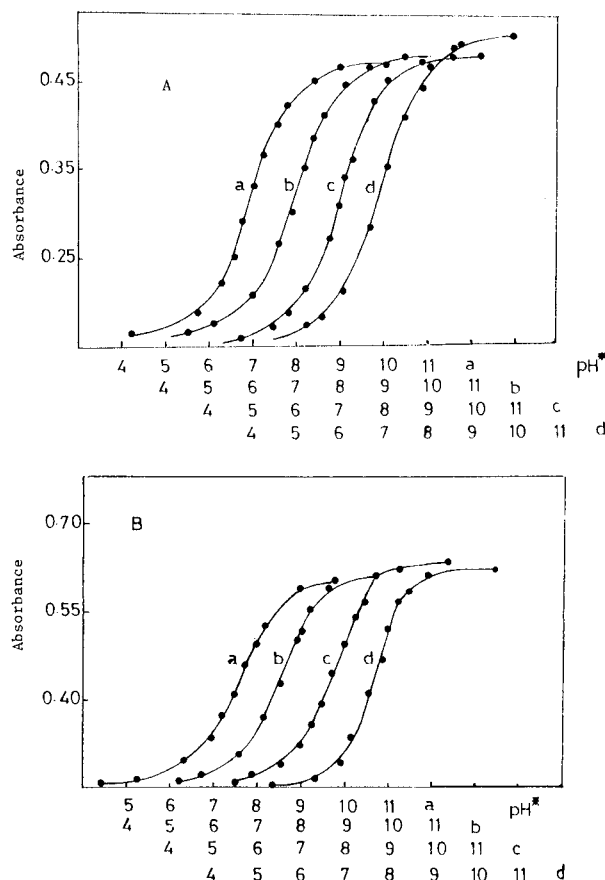 A
0.45
0.35
0.25
Absorbance
a b c d
4 5 6 7 8 9 10 11 a pH*
4 5 6 7 8 9 10 11 b
4 5 6 7 8 9 10 11 c
4 5 6 7 8 9 10 11 d
B
0.70
0.55
0.40
Absorbance
a b c d
5 6 7 8 9 10 11 a pH*
4 5 6 7 8 9 10 11 b
4 5 6 7 8 9 10 11 c
4 5 6 7 8 9 10 11 d